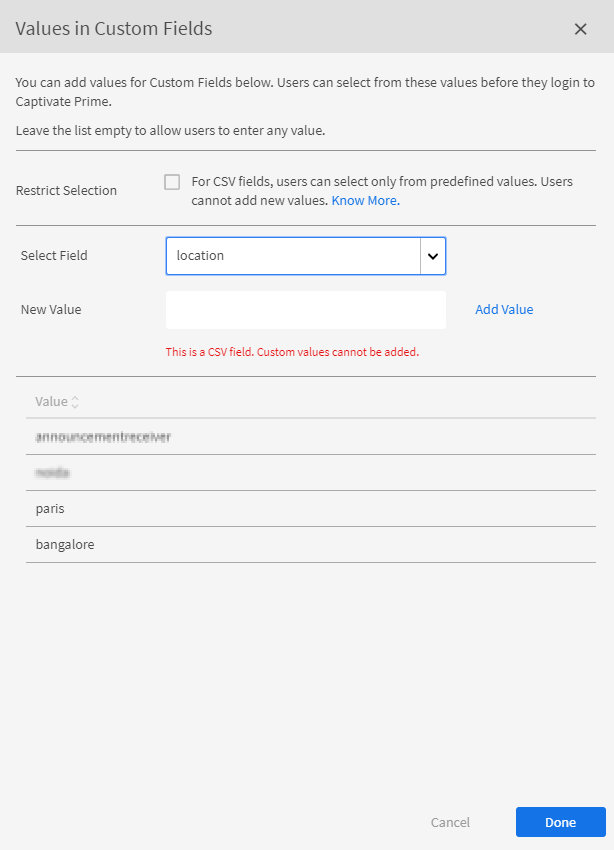 Values in Custom Fields
You can add values for Custom Fields below. Users can select from these values before they login to
Captivate Prime.
Leave the list empty to allow users to enter any value.
Restrict Selection
For CSV fields, users can select only from predefined values. Users
cannot add new values. Know More.
Select Field
location
New Value
Add Value
This is a CSV field. Custom values cannot be added.
Value
announcementreceiver
noida
paris
bangalore
Cancel
Done